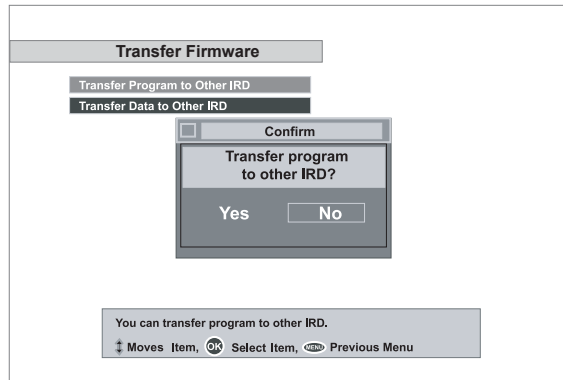 Transfer Firmware
Transfer Program to Other IRD
Transfer Data to Other IRD
Confirm
Transfer program
to other IRD?
Yes No
You can transfer program to other IRD.
Moves Item, OK Select Item, MENU Previous Menu